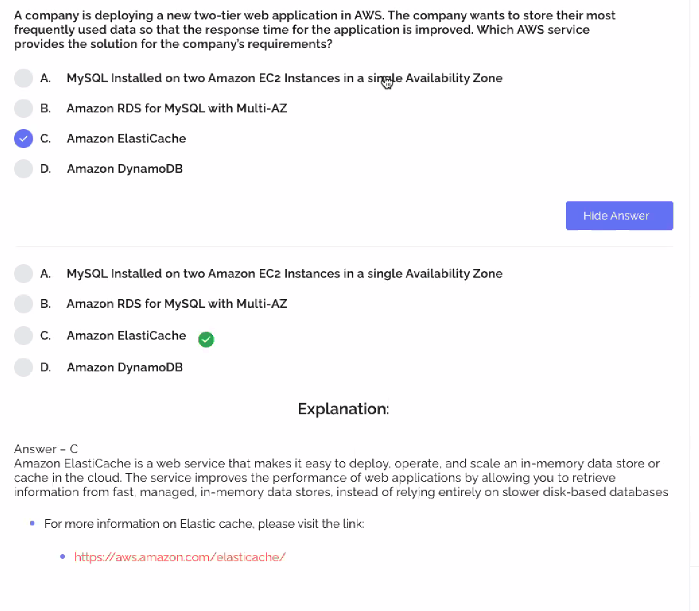 A company is deploying a new two-tier web application in AWS. The company wants to store their most
frequently used data so that the response time for the application is improved. Which AWS service
provides the solution for the company's requirements?
A. MySQL Installed on two Amazon EC2 Instances in a single Availability Zone
B. Amazon RDS for MySQL with Multi-AZ
C. Amazon ElastiCache
D. Amazon DynamoDB
Hide Answer
A. MySQL Installed on two Amazon EC2 Instances in a single Availability Zone
B. Amazon RDS for MySQL with Multi-AZ
C. Amazon ElastiCache
D. Amazon DynamoDB
Explanation:
Answer – C
Amazon ElastiCache is a web service that makes it easy to deploy, operate, and scale an in-memory data store or
cache in the cloud. The service improves the performance of web applications by allowing you to retrieve
information from fast, managed, in-memory data stores, instead of relying entirely on slower disk-based databases
For more information on Elastic cache, please visit the link:
https://aws.amazon.com/elasticache/